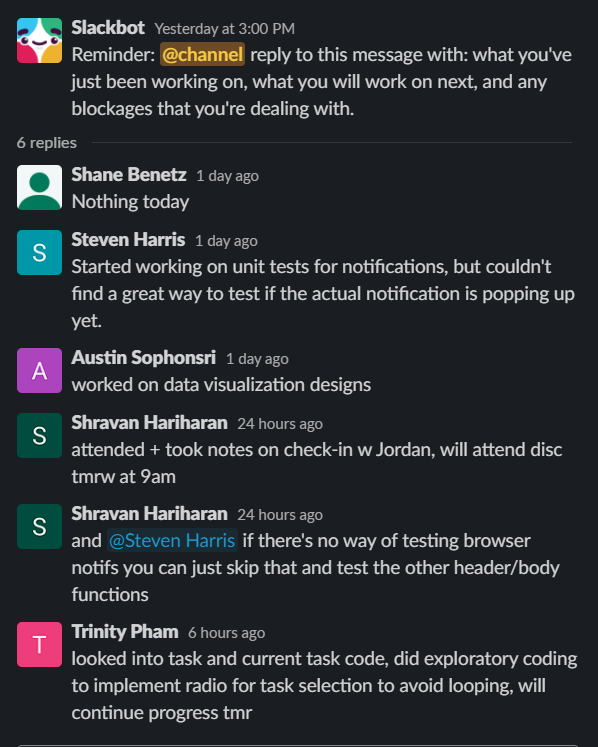 Slackbot Yesterday at 3:00 PM
Reminder: @channel reply to this message with: what you've
just been working on, what you will work on next, and any
blockages that you're dealing with.
6 replies
Shane Benetz 1 day ago
Nothing today
S
Steven Harris 1 day ago
Started working on unit tests for notifications, but couldn't
find a great way to test if the actual notification is popping up
yet.
A
Austin Sophonsri 1 day ago
worked on data visualization designs
S
Shravan Hariharan 24 hours ago
attended + took notes on check-in w Jordan, will attend disc
tmrw at 9am
S
Shravan Hariharan 24 hours ago
and @Steven Harris if there's no way of testing browser
notifs you can just skip that and test the other header/body
functions
T
Trinity Pham 6 hours ago
looked into task and current task code, did exploratory coding
to implement radio for task selection to avoid looping, will
continue progress tmr